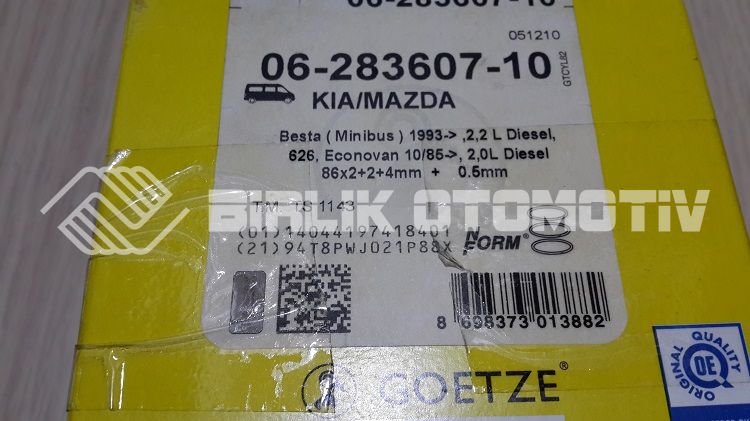 06-283607-10
051210
06-283607-10
GTCYL82
KIA/MAZDA
Besta ( Minibus ) 1993-> ,2,2 L Diesel,
626, Econovan 10/85->, 2,0L Diesel
86x2+2+4mm + 0.5mm
BIRLIK OTOMOTIV
T.M. TS 1143
(01)14044197418401
(21)94T8PWJ021P88X
N FORM®
8 698373 013882
GOETZE®
ORIGINAL QUALITY
OE